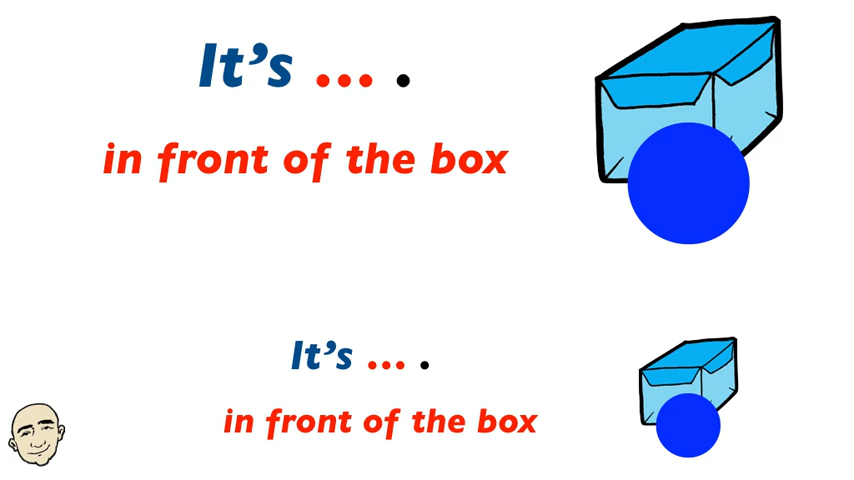 It's ... .
in front of the box
It's ... .
in front of the box